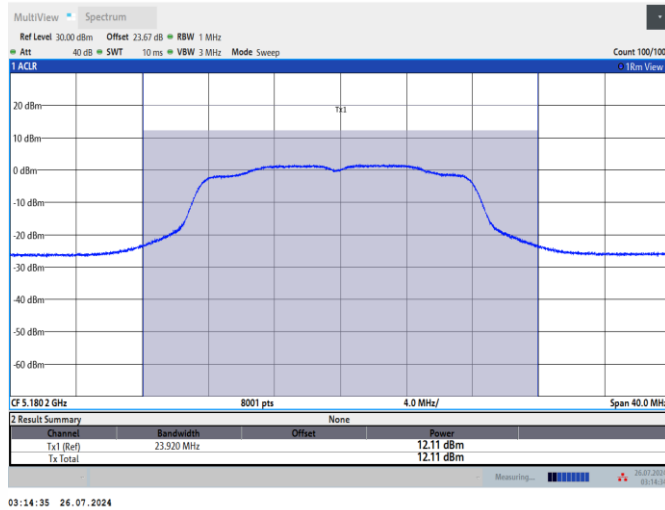 MultiView Spectrum
Ref Level 30.00 dBm Offset 23.67 dB RBW 1 MHz
Att 40 dB SWT 10 ms VBW 3 MHz Mode Sweep Count 100/100
1 ACLR 1Rm View
20 dBm
Tx1
10 dBm
0 dBm
-10 dBm
-20 dBm
-30 dBm
-40 dBm
-50 dBm
-60 dBm
CF 5.1802 GHz 8001 pts 4.0 MHz/ Span 40.0 MHz
2 Result Summary None
Channel Bandwidth Offset Power
Tx1 (Ref) 23.920 MHz 12.11 dBm
Tx Total 12.11 dBm
Measuring... 26.07.2024
03:14:34
03:14:35 26.07.2024